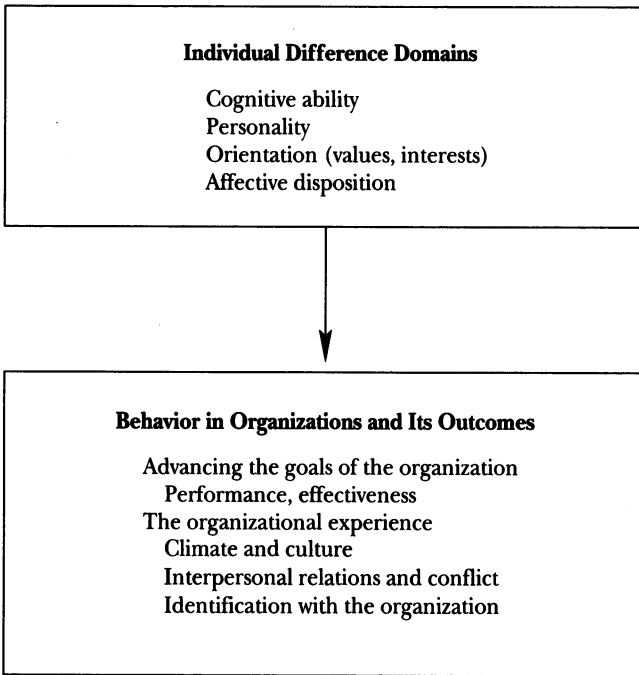 Individual Difference Domains
Cognitive ability
Personality
Orientation (values, interests)
Affective disposition
Behavior in Organizations and Its Outcomes
Advancing the goals of the organization
Performance, effectiveness
The organizational experience
Climate and culture
Interpersonal relations and conflict
Identification with the organization